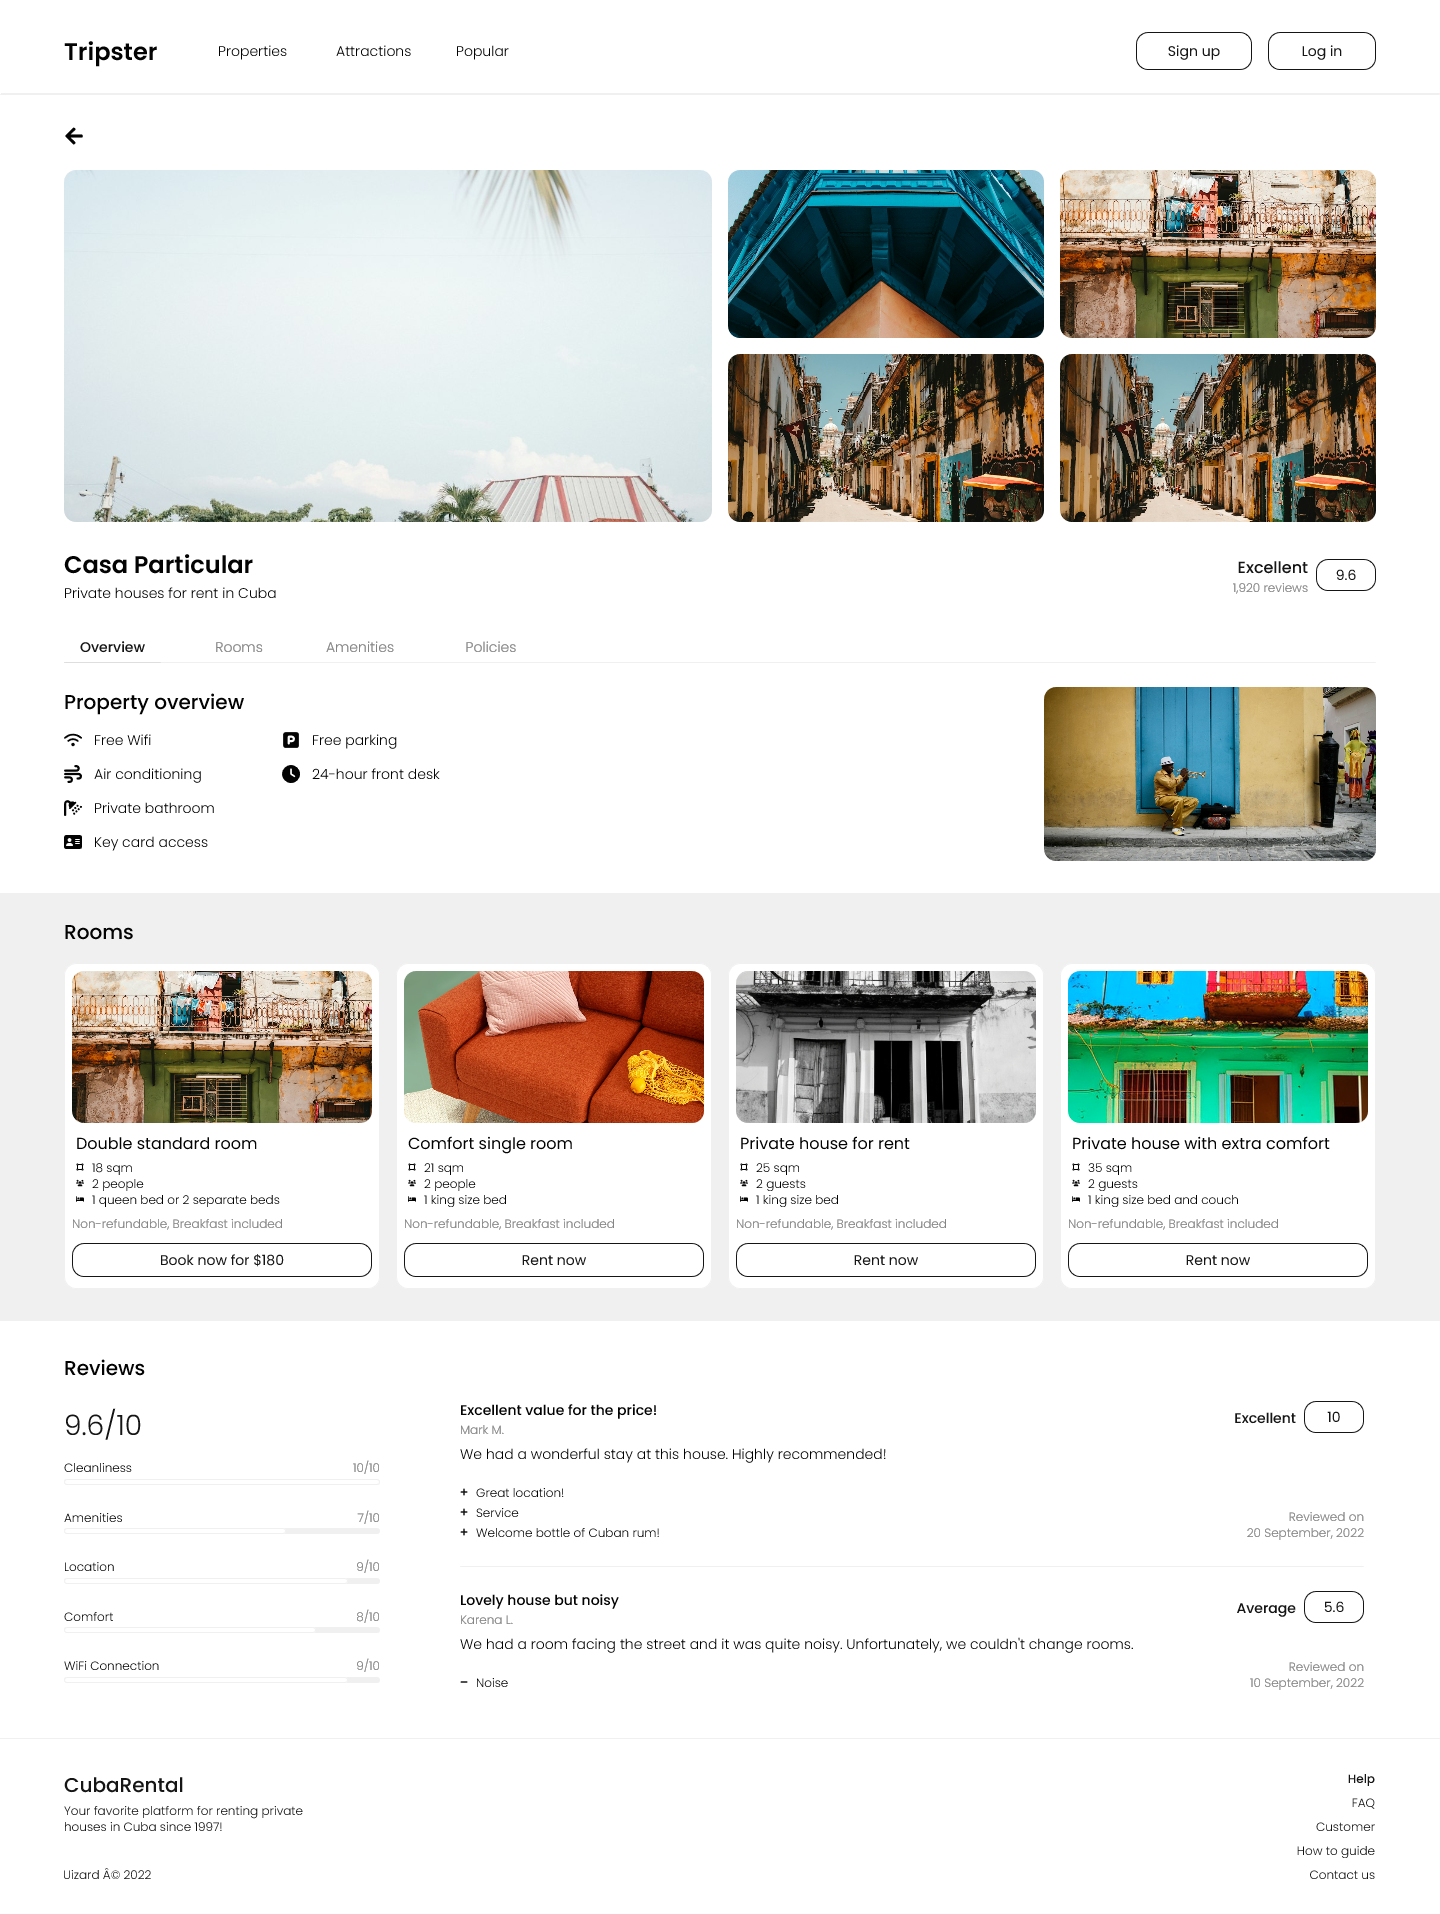 Tripster
Properties
Attractions
Popular
Sign up
Log in
Casa Particular
Private houses for rent in Cuba
Excellent
1,920 reviews
9.6
Overview
Rooms
Amenities
Policies
Property overview
Free Wifi
Free parking
Air conditioning
24-hour front desk
Private bathroom
Key card access
Rooms
Double standard room
18 sqm
2 people
1 queen bed or 2 separate beds
Non-refundable, Breakfast included
Book now for $180
Comfort single room
21 sqm
2 people
1 king size bed
Non-refundable, Breakfast included
Rent now
Private house for rent
25 sqm
2 guests
1 king size bed
Non-refundable, Breakfast included
Rent now
Private house with extra comfort
35 sqm
2 guests
1 king size bed and couch
Non-refundable, Breakfast included
Rent now
Reviews
9.6/10
Cleanliness 10/10
Amenities 7/10
Location 9/10
Comfort 8/10
WiFi Connection 9/10
Excellent value for the price!
Mark M.
We had a wonderful stay at this house. Highly recommended!
+ Great location!
+ Service
+ Welcome bottle of Cuban rum!
Excellent
10
Reviewed on
20 September, 2022
Lovely house but noisy
Karena L.
We had a room facing the street and it was quite noisy. Unfortunately, we couldn't change rooms.
- Noise
Average
5.6
Reviewed on
10 September, 2022
CubaRental
Your favorite platform for renting private
houses in Cuba since 1997!
Uizard Â© 2022
Help
FAQ
Customer
How to guide
Contact us